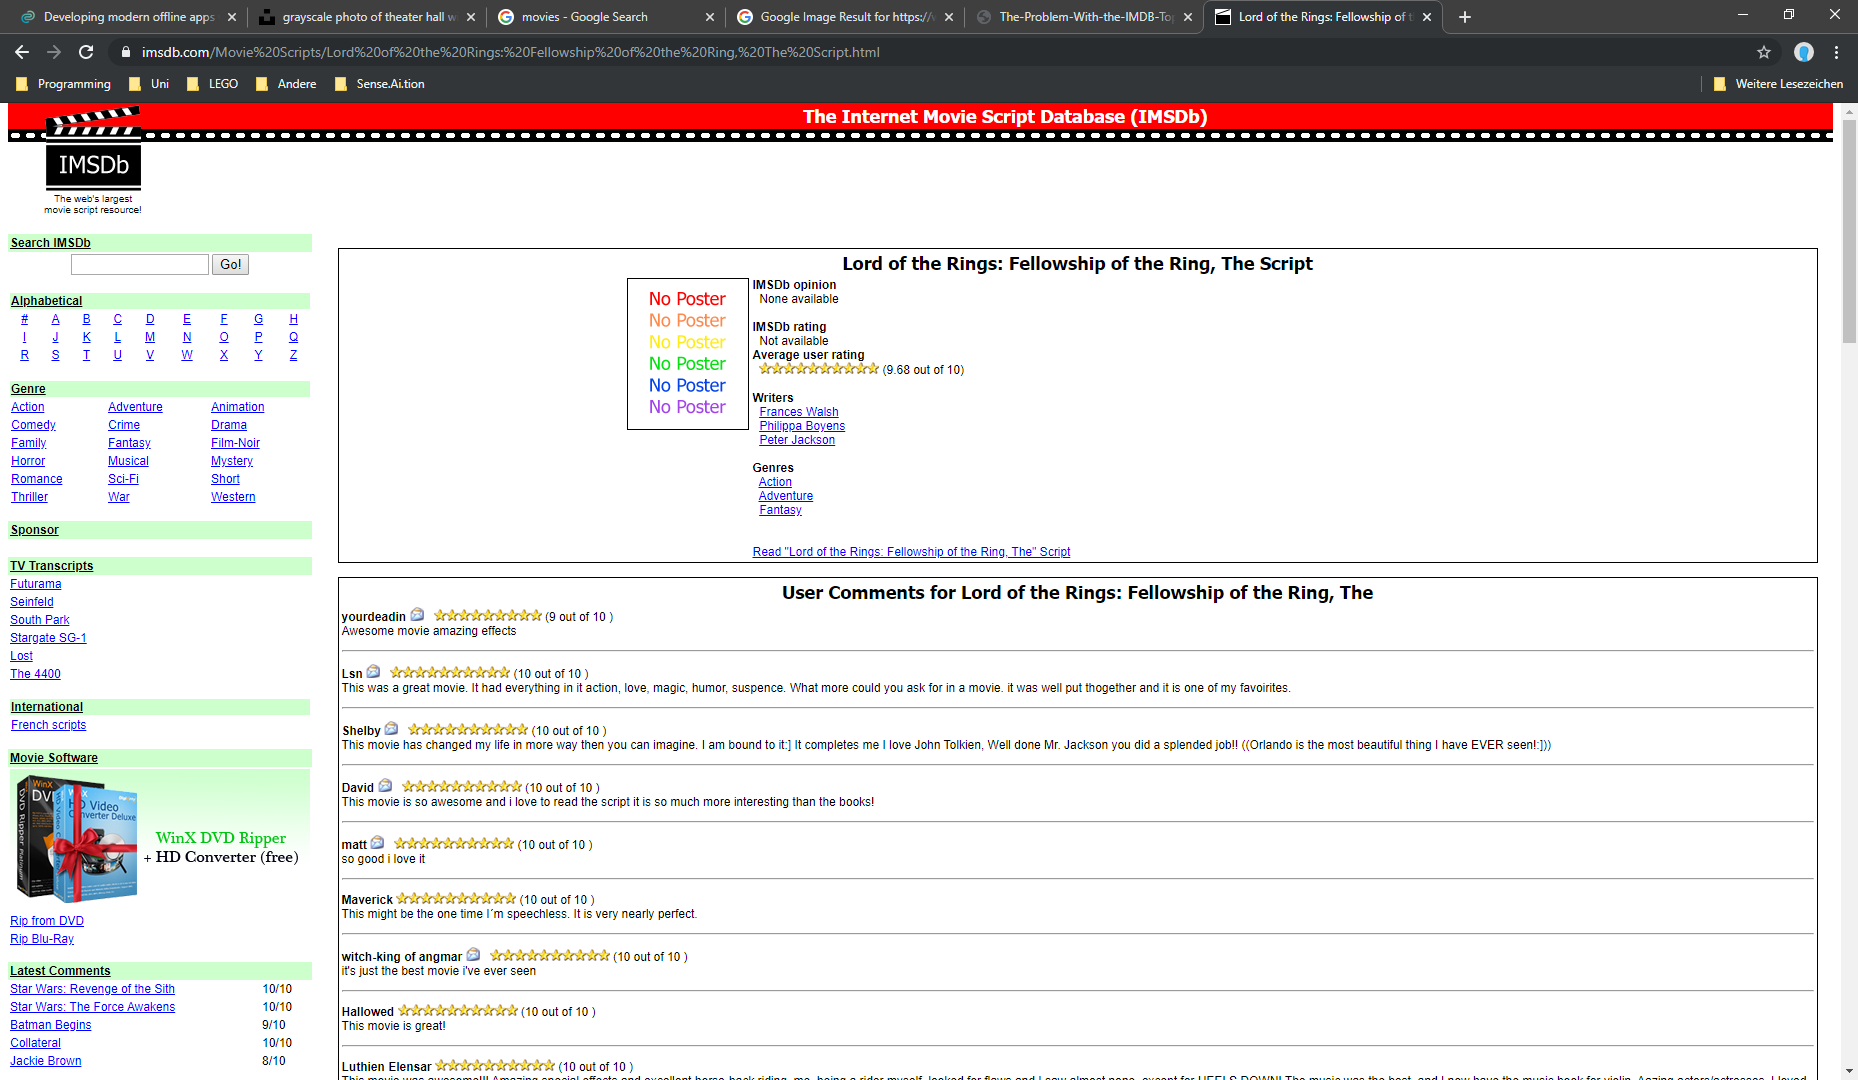 Developing modern offline apps
grayscale photo of theater hall w
movies - Google Search
Google Image Result for https://
The-Problem-With-the-IMDB-To
Lord of the Rings: Fellowship of t
imsdb.com/Movie%20Scripts/Lord%20of%20the%20Rings:%20Fellowship%20of%20the%20Ring,%20The%20Script.html
Programming Uni LEGO Andere Sense.Ai.tion Weitere Lesezeichen
The Internet Movie Script Database (IMSDb)
IMSDb
The web's largest
movie script resource!
Search IMSDb
Go!
Alphabetical
# A B C D E F G H
I J K L M N O P Q
R S T U V W X Y Z
Genre
Action Adventure Animation
Comedy Crime Drama
Family Fantasy Film-Noir
Horror Musical Mystery
Romance Sci-Fi Short
Thriller War Western
Sponsor
TV Transcripts
Futurama
Seinfeld
South Park
Stargate SG-1
Lost
The 4400
International
French scripts
Movie Software
WinX DVD Ripper
+ HD Converter (free)
Rip from DVD
Rip Blu-Ray
Latest Comments
Star Wars: Revenge of the Sith 10/10
Star Wars: The Force Awakens 10/10
Batman Begins 9/10
Collateral 10/10
Jackie Brown 8/10
Lord of the Rings: Fellowship of the Ring, The Script
No Poster
No Poster
No Poster
No Poster
No Poster
No Poster
IMSDb opinion
None available
IMSDb rating
Not available
Average user rating
(9.68 out of 10)
Writers
Frances Walsh
Philippa Boyens
Peter Jackson
Genres
Action
Adventure
Fantasy
Read "Lord of the Rings: Fellowship of the Ring, The" Script
User Comments for Lord of the Rings: Fellowship of the Ring, The
yourdeadin (9 out of 10 )
Awesome movie amazing effects
Lsn (10 out of 10 )
This was a great movie. It had everything in it action, love, magic, humor, suspence. What more could you ask for in a movie. it was well put thogether and it is one of my favoirites.
Shelby (10 out of 10 )
This movie has changed my life in more way then you can imagine. I am bound to it:] It completes me I love John Tolkien, Well done Mr. Jackson you did a splended job!! ((Orlando is the most beautiful thing I have EVER seen!:]))
David (10 out of 10 )
This movie is so awesome and i love to read the script it is so much more interesting than the books!
matt (10 out of 10 )
so good i love it
Maverick (10 out of 10 )
This might be the one time I´m speechless. It is very nearly perfect.
witch-king of angmar (10 out of 10 )
it's just the best movie i've ever seen
Hallowed (10 out of 10 )
This movie is great!
Luthien Elensar (10 out of 10 )